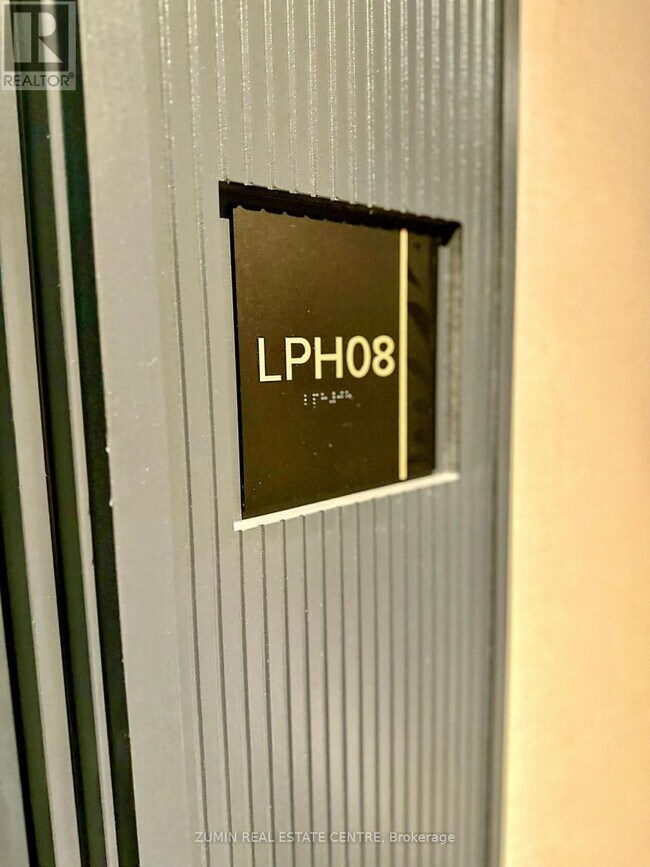 R
REALTOR®
LPH08
ZUMIN REAL ESTATE CENTRE, Brokerage